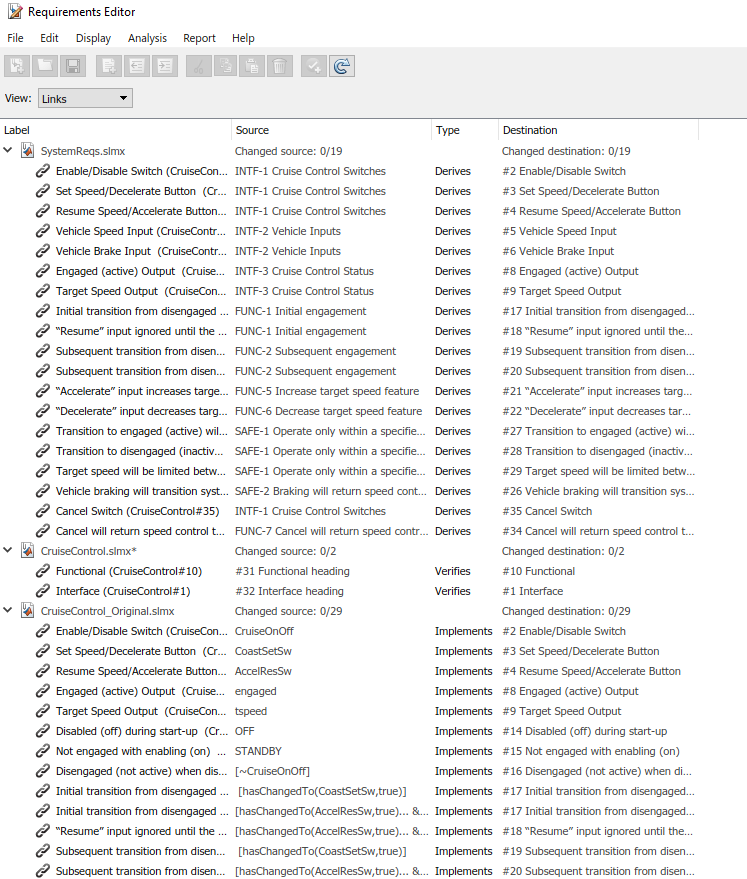 Requirements Editor
File Edit Display Analysis Report Help
View: Links
Label Source Type Destination
SystemReqs.slmx Changed source: 0/19 Changed destination: 0/19
Enable/Disable Switch (CruiseCon... INTF-1 Cruise Control Switches Derives #2 Enable/Disable Switch
Set Speed/Decelerate Button (Cr... INTF-1 Cruise Control Switches Derives #3 Set Speed/Decelerate Button
Resume Speed/Accelerate Button... INTF-1 Cruise Control Switches Derives #4 Resume Speed/Accelerate Button
Vehicle Speed Input (CruiseContr... INTF-2 Vehicle Inputs Derives #5 Vehicle Speed Input
Vehicle Brake Input (CruiseContr... INTF-2 Vehicle Inputs Derives #6 Vehicle Brake Input
Engaged (active) Output (Cruise... INTF-3 Cruise Control Status Derives #8 Engaged (active) Output
Target Speed Output (CruiseCon... INTF-3 Cruise Control Status Derives #9 Target Speed Output
Initial transition from disengaged ... FUNC-1 Initial engagement Derives #17 Initial transition from disengaged...
“Resume” input ignored until the ... FUNC-1 Initial engagement Derives #18 “Resume” input ignored until the...
Subsequent transition from disen... FUNC-2 Subsequent engagement Derives #19 Subsequent transition from disen...
Subsequent transition from disen... FUNC-2 Subsequent engagement Derives #20 Subsequent transition from disen...
“Accelerate” input increases targe... FUNC-5 Increase target speed feature Derives #21 “Accelerate” input increases targ...
“Decelerate” input decreases targ... FUNC-6 Decrease target speed feature Derives #22 “Decelerate” input decreases tar...
Transition to engaged (active) wil... SAFE-1 Operate only within a specifie... Derives #27 Transition to engaged (active) wi...
Transition to disengaged (inactiv... SAFE-1 Operate only within a specifie... Derives #28 Transition to disengaged (inactiv...
Target speed will be limited betw... SAFE-1 Operate only within a specifie... Derives #29 Target speed will be limited betw...
Vehicle braking will transition syst... SAFE-2 Braking will return speed cont... Derives #26 Vehicle braking will transition sys...
Cancel Switch (CruiseControl#35) INTF-1 Cruise Control Switches Derives #35 Cancel Switch
Cancel will return speed control t... FUNC-7 Cancel will return speed contr... Derives #34 Cancel will return speed control t...
CruiseControl.slmx* Changed source: 0/2 Changed destination: 0/2
Functional (CruiseControl#10) #31 Functional heading Verifies #10 Functional
Interface (CruiseControl#1) #32 Interface heading Verifies #1 Interface
CruiseControl_Original.slmx Changed source: 0/29 Changed destination: 0/29
Enable/Disable Switch (CruiseCon... CruiseOnOff Implements #2 Enable/Disable Switch
Set Speed/Decelerate Button (Cr... CoastSetSw Implements #3 Set Speed/Decelerate Button
Resume Speed/Accelerate Button... AccelResSw Implements #4 Resume Speed/Accelerate Button
Engaged (active) Output (Cruise... engaged Implements #8 Engaged (active) Output
Target Speed Output (CruiseCon... tspeed Implements #9 Target Speed Output
Disabled (off) during start-up (Cr... OFF Implements #14 Disabled (off) during start-up
Not engaged with enabling (on) ... STANDBY Implements #15 Not engaged with enabling (on)
Disengaged (not active) when dis... [~CruiseOnOff] Implements #16 Disengaged (not active) when di...
Initial transition from disengaged ... [hasChangedTo(CoastSetSw,true)] Implements #17 Initial transition from disengaged...
Initial transition from disengaged ... [hasChangedTo(AccelResSw,true)... &... Implements #17 Initial transition from disengaged...
“Resume” input ignored until the ... [hasChangedTo(AccelResSw,true)... &... Implements #18 “Resume” input ignored until the...
Subsequent transition from disen... [hasChangedTo(CoastSetSw,true)] Implements #19 Subsequent transition from disen...
Subsequent transition from disen... [hasChangedTo(AccelResSw,true)... &... Implements #20 Subsequent transition from disen...